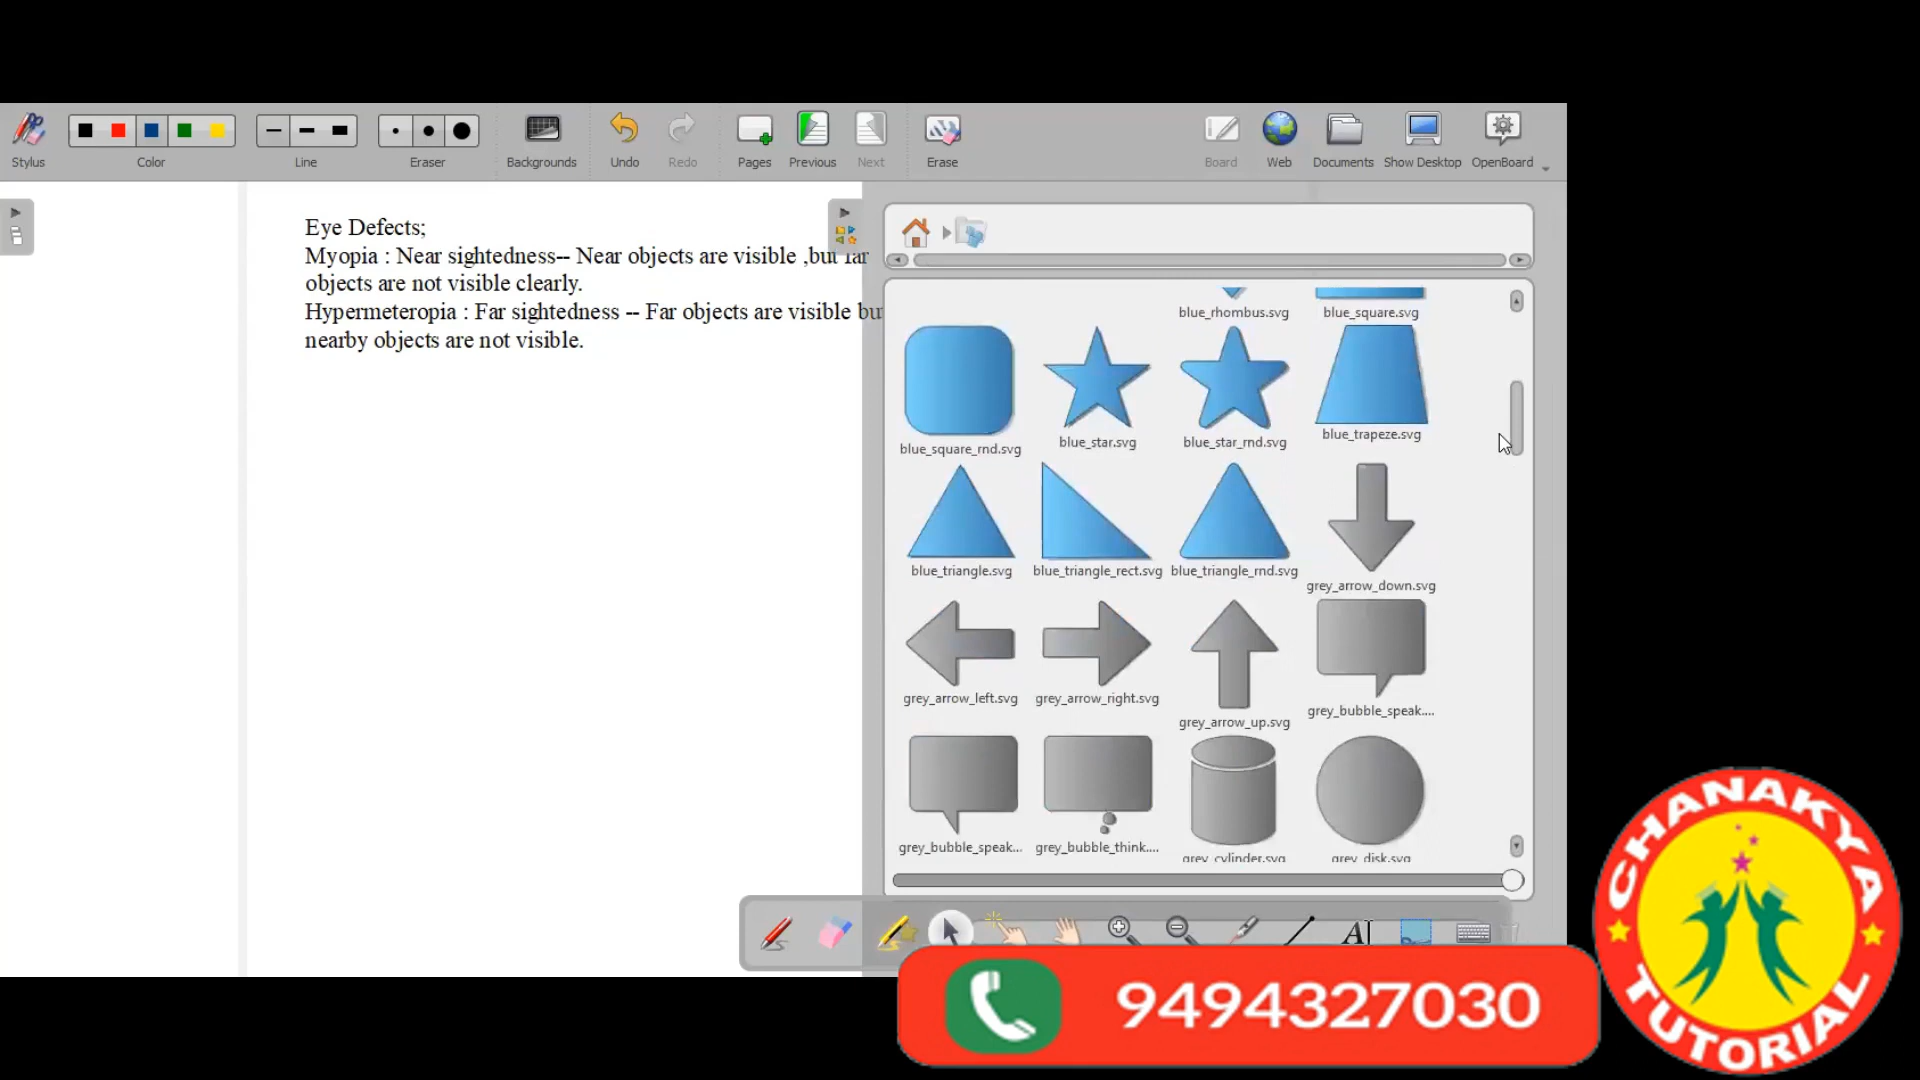 Stylus
Color
Line
Eraser
Backgrounds
Undo
Redo
Pages
Previous
Next
Erase
Board
Web
Documents
Show Desktop
OpenBoard
Eye Defects;
Myopia : Near sightedness-- Near objects are visible ,but far
objects are not visible clearly.
Hypermeteropia : Far sightedness -- Far objects are visible bu
nearby objects are not visible.
blue_rhombus.svg
blue_square.svg
blue_square_rnd.svg
blue_star.svg
blue_star_rnd.svg
blue_trapeze.svg
blue_triangle.svg
blue_triangle_rect.svg
blue_triangle_rnd.svg
grey_arrow_down.svg
grey_arrow_left.svg
grey_arrow_right.svg
grey_arrow_up.svg
grey_bubble_speak....
grey_bubble_speak...
grey_bubble_think....
grey_cylinder.svg
grey_disk.svg
A
9494327030
CHANAKYA
TUTORIAL